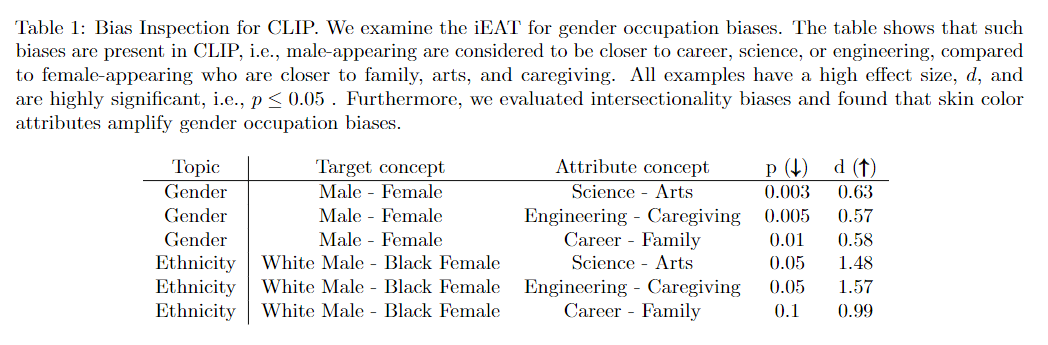 Table 1: Bias Inspection for CLIP. We examine the iEAT for gender occupation biases. The table shows that such
biases are present in CLIP, i.e., male-appearing are considered to be closer to career, science, or engineering, compared
to female-appearing who are closer to family, arts, and caregiving. All examples have a high effect size, d, and
are highly significant, i.e., p ≤ 0.05 . Furthermore, we evaluated intersectionality biases and found that skin color
attributes amplify gender occupation biases.
Topic Target concept Attribute concept p (↓) d (↑)
Gender Male - Female Science - Arts 0.003 0.63
Gender Male - Female Engineering - Caregiving 0.005 0.57
Gender Male - Female Career - Family 0.01 0.58
Ethnicity White Male - Black Female Science - Arts 0.05 1.48
Ethnicity White Male - Black Female Engineering - Caregiving 0.05 1.57
Ethnicity White Male - Black Female Career - Family 0.1 0.99